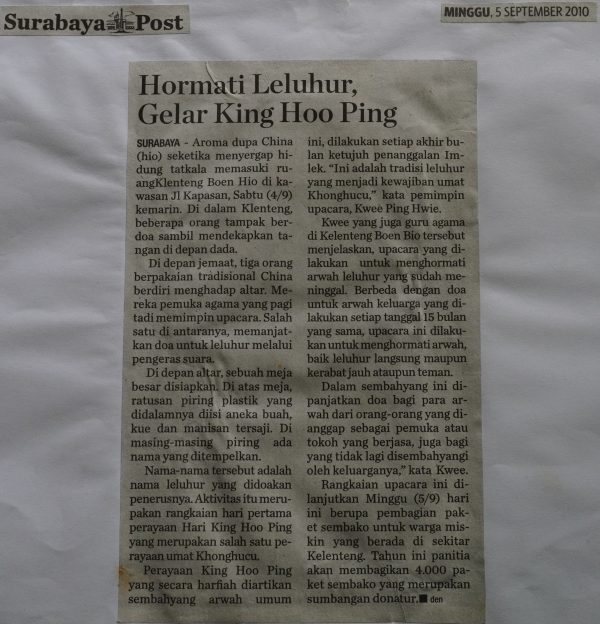 Surabaya Post
MINGGU, 5 SEPTEMBER 2010
Hormati Leluhur,
Gelar King Hoo Ping
SURABAYA - Aroma dupa China
(hio) seketika menyergap hi-
dung tatkala memasuki ru-
angKlenteng Boen Hio di ka-
wasan Jl Kapasan, Sabtu (4/9)
kemarin. Di dalam Klenteng,
beberapa orang tampak ber-
doa sambil mendekapkan ta-
ngan di depan dada.
Di depan jemaat, tiga orang
berpakaian tradisional China
berdiri menghadap altar. Me-
reka pemuka agama yang pagi
tadi memimpin upacara. Salah
satu di antaranya, memanjat-
kan doa untuk leluhur melalui
pengeras suara.
Di depan altar, sebuah meja
besar disiapkan. Di atas meja,
ratusan piring plastik yang
didalamnya diisi aneka buah,
kue dan manisan tersaji. Di
masing-masing piring ada
nama yang ditempelkan.
Nama-nama tersebut adalah
nama leluhur yang didoakan
penerusnya. Aktivitas itu meru-
pakan rangkaian hari pertama
perayaan Hari King Hoo Ping
yang merupakan salah satu pe-
rayaan umat Khonghucu.
Perayaan King Hoo Ping
yang secara harfiah diartikan
sembahyang arwah umum
ini, dilakukan setiap akhir bu-
lan ketujuh penanggalan Im-
lek. "Ini adalah tradisi leluhur
yang menjadi kewajiban umat
Khonghucu," kata pemimpin
upacara, Kwee Ping Hwie.
Kwee yang juga guru agama
di Kelenteng Boen Bio tersebut
menjelaskan, upacara yang di-
lakukan untuk menghormati
arwah leluhur yang sudah me-
ninggal. Berbeda dengan doa
untuk arwah keluarga yang di-
lakukan setiap tanggal 15 bulan
yang sama, upacara ini dilaku-
kan untuk menghormati arwah,
baik leluhur langsung maupun
kerabat jauh ataupun teman.
Dalam sembahyang ini di-
panjatkan doa bagi para ar-
wah dari orang-orang yang di-
anggap sebagai pemuka atau
tokoh yang berjasa, juga bagi
yang tidak lagi disembahyangi
oleh keluarganya," kata Kwee.
Rangkaian upacara ini di-
lanjutkan Minggu (5/9) hari
ini berupa pembagian pak-
et sembako untuk warga mis-
kin yang berada di sekitar
Kelenteng. Tahun ini panitia
akan membagikan 4.000 pa-
ket sembako yang merupakan
sumbangan donatur.■ den